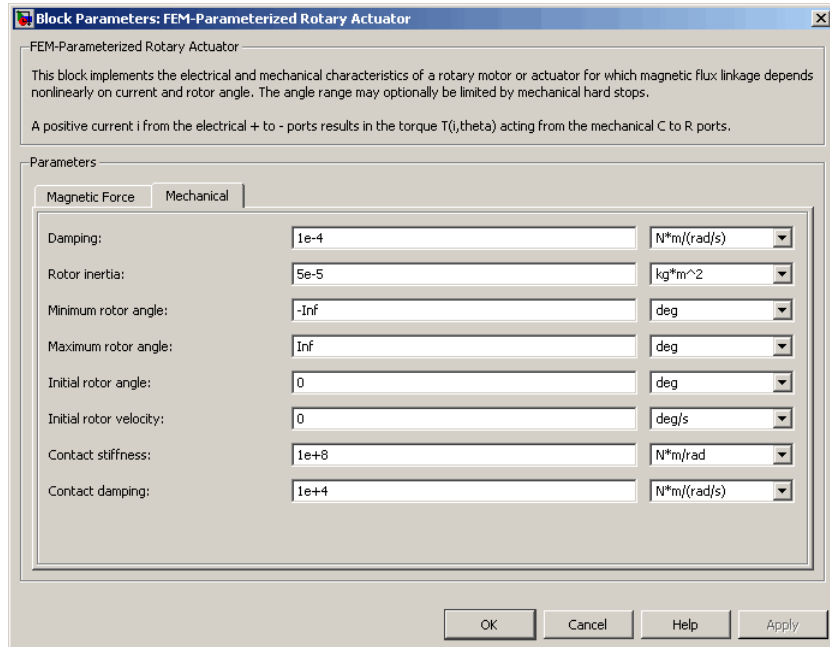 Block Parameters: FEM-Parameterized Rotary Actuator
FEM-Parameterized Rotary Actuator
This block implements the electrical and mechanical characteristics of a rotary motor or actuator for which magnetic flux linkage depends
nonlinearly on current and rotor angle. The angle range may optionally be limited by mechanical hard stops.
A positive current i from the electrical + to - ports results in the torque T(i,theta) acting from the mechanical C to R ports.
Parameters
Magnetic Force Mechanical
Damping: 1e-4 N*m/(rad/s)
Rotor inertia: 5e-5 kg*m^2
Minimum rotor angle: -Inf deg
Maximum rotor angle: Inf deg
Initial rotor angle: 0 deg
Initial rotor velocity: 0 deg/s
Contact stiffness: 1e+8 N*m/rad
Contact damping: 1e+4 N*m/(rad/s)
OK Cancel Help Apply